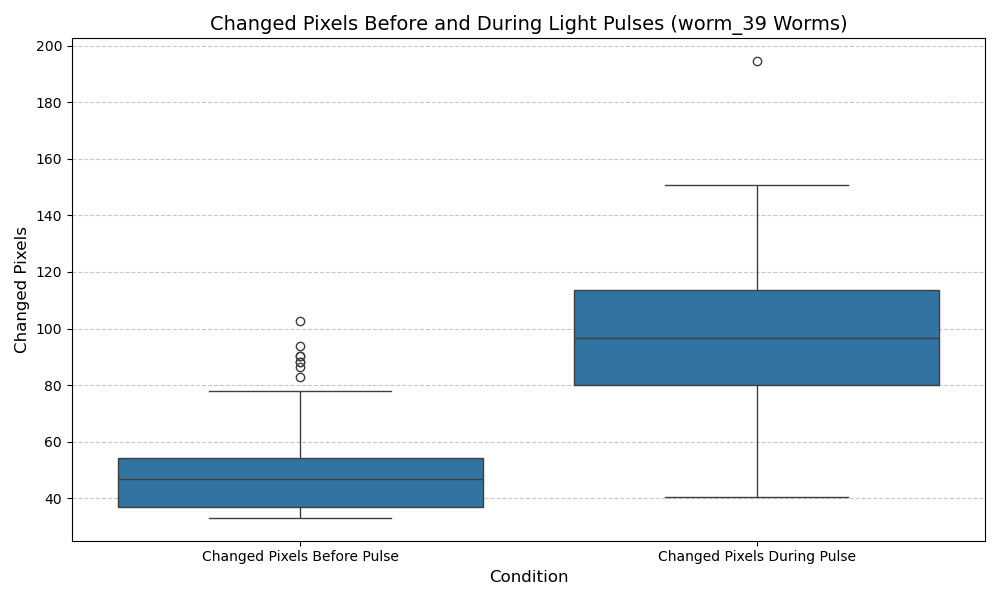 Changed Pixels Before and During Light Pulses (worm_39 Worms)
Changed Pixels
200
180
160
140
120
100
80
60
40
Changed Pixels Before Pulse
Changed Pixels During Pulse
Condition